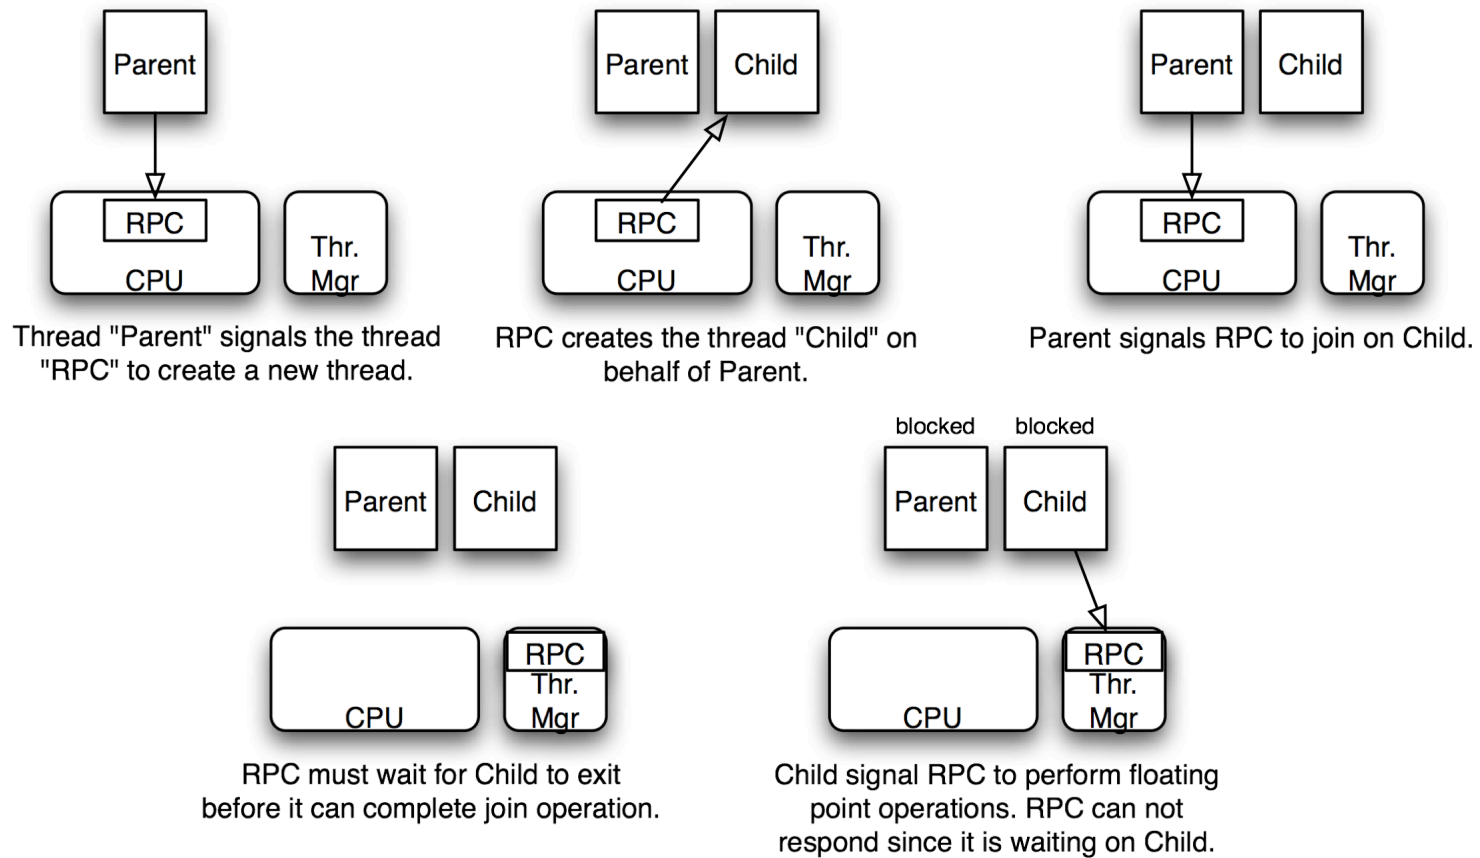 Parent
RPC
CPU
Thr.
Mgr
Thread "Parent" signals the thread
"RPC" to create a new thread.
Parent
Child
RPC
CPU
Thr.
Mgr
RPC creates the thread "Child" on
behalf of Parent.
Parent
Child
RPC
CPU
Thr.
Mgr
Parent signals RPC to join on Child.
Parent
Child
CPU
RPC
Thr.
Mgr
RPC must wait for Child to exit
before it can complete join operation.
blocked
blocked
Parent
Child
CPU
RPC
Thr.
Mgr
Child signal RPC to perform floating
point operations. RPC can not
respond since it is waiting on Child.